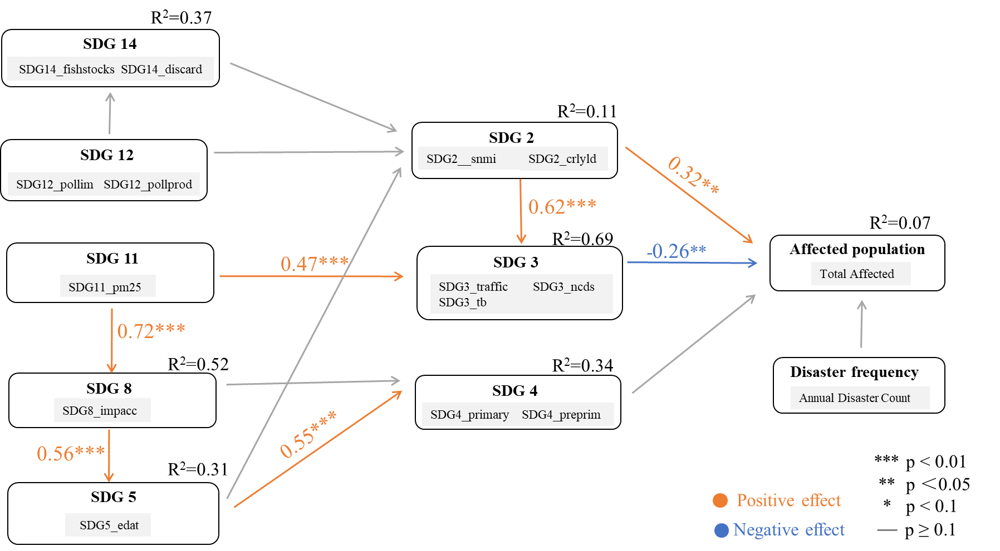 R²=0.37
SDG 14
SDG14_fishstocks SDG14_discard
SDG 12
SDG12_pollim SDG12_pollprod
R²=0.11
SDG 2
SDG2__snmi SDG2_crlyld
0.32**
0.62***
SDG 11
SDG11_pm25
0.47***
R²=0.69
SDG 3
SDG3_traffic SDG3_ncds
SDG3_tb
-0.26**
R²=0.07
Affected population
Total Affected
0.72***
R²=0.52
SDG 8
SDG8_impacc
R²=0.34
SDG 4
SDG4_primary SDG4_preprim
Disaster frequency
Annual Disaster Count
0.56***
0.55***
R²=0.31
SDG 5
SDG5_edat
*** p < 0.01
** p <0.05
* p < 0.1
p ≥ 0.1
Positive effect
Negative effect